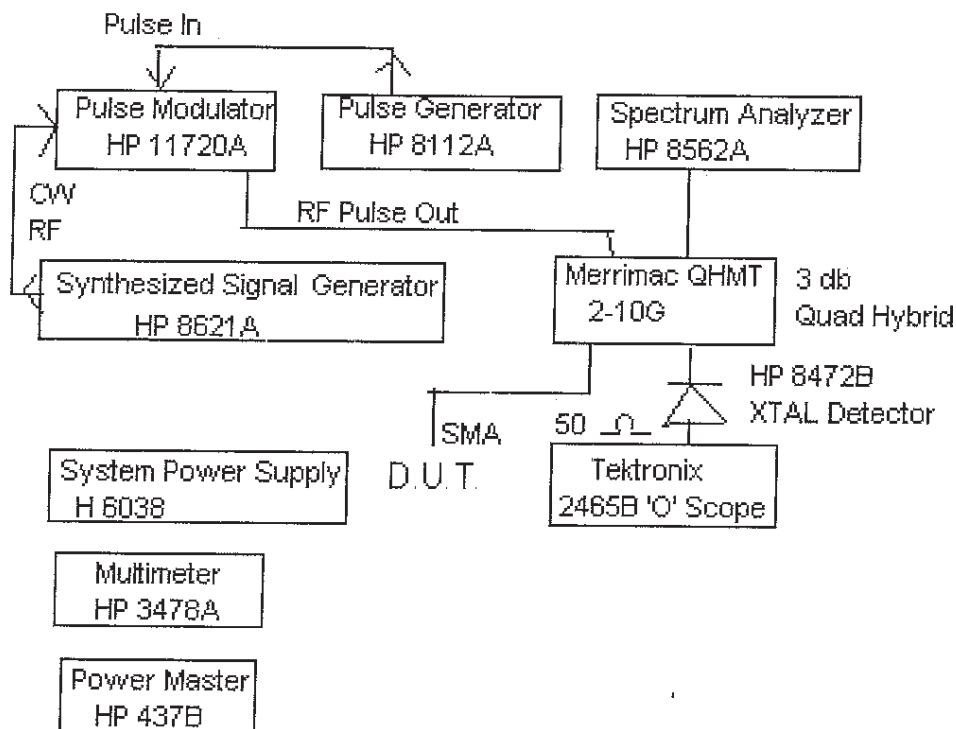 Pulse In
Pulse Modulator
HP 11720A
Pulse Generator
HP 8112A
Spectrum Analyzer
HP 8562A
CW
RF
RF Pulse Out
Synthesized Signal Generator
HP 8621A
Merrimac QHMT
2-10G
3 db
Quad Hybrid
HP 8472B
XTAL Detector
50 Ω
SMA
D.U.T.
System Power Supply
H 6038
Tektronix
2465B 'O' Scope
Multimeter
HP 3478A
Power Master
HP 437B